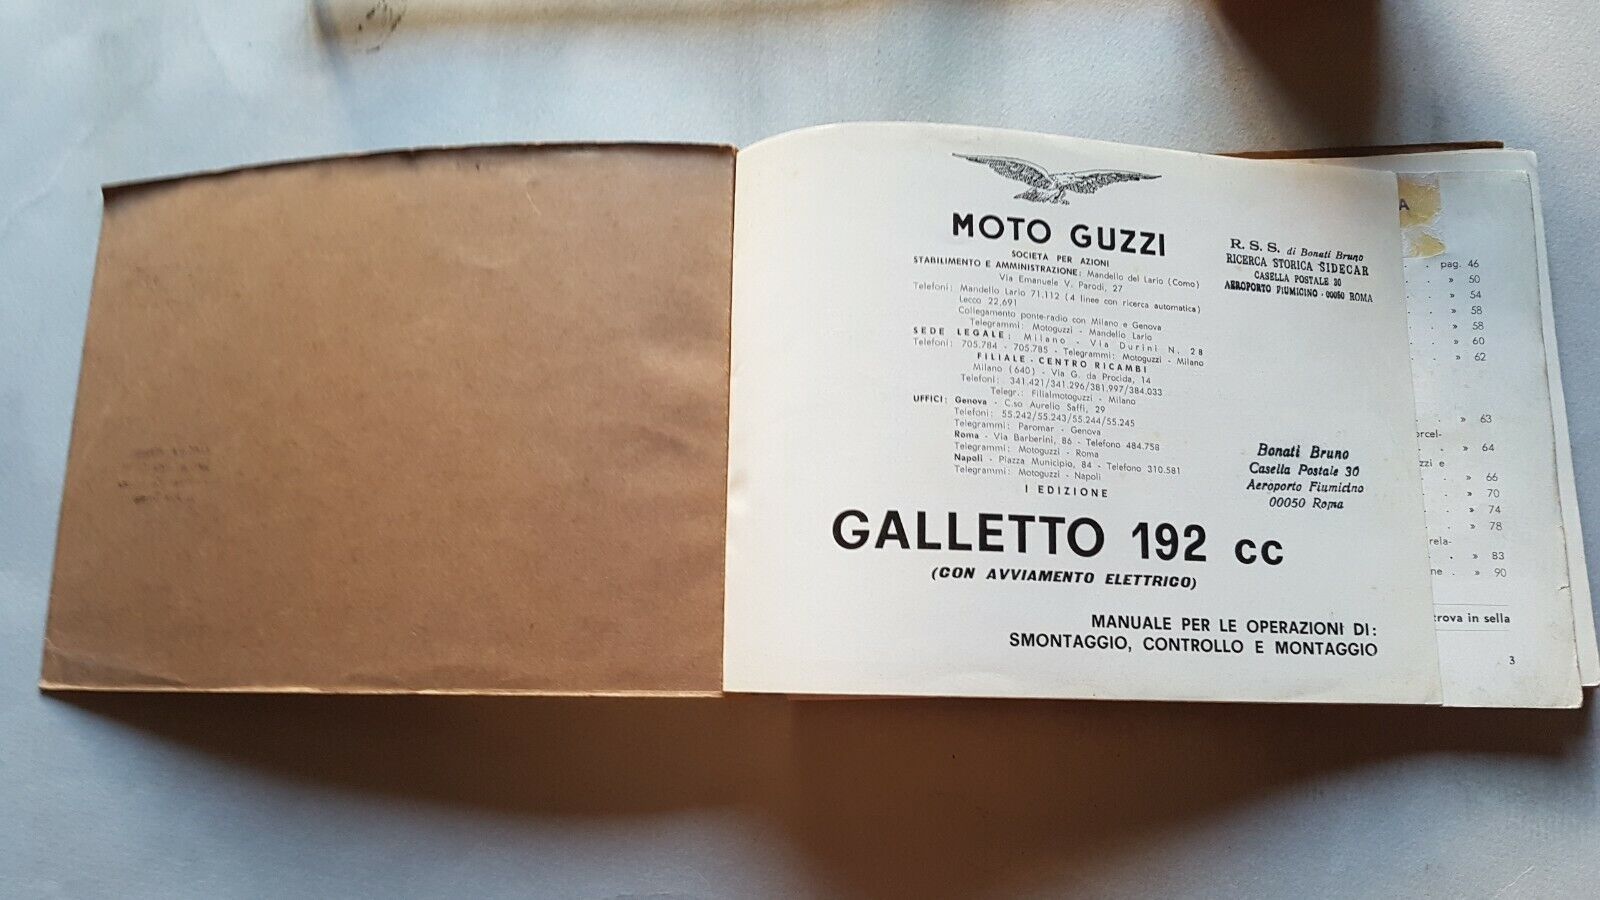 MOTO GUZZI
SOCIETÀ PER AZIONI
STABILIMENTO E AMMINISTRAZIONE: Mandello del Lario (Como)
Via Emanuele V. Parodi, 27
Telefoni: Mandello Lario 71.112 (4 linee con ricerca automatica)
Lecco 22.691
Collegamento ponte-radio con Milano e Genova
Telegrammi: Motoguzzi - Mandello Lario
SEDE LEGALE: Milano - Via Durini N. 28
Telefoni: 705.784 - 705.785 - Telegrammi: Motoguzzi - Milano
FILIALE - CENTRO RICAMBI
Milano (640) - Via G. da Procida, 14
Telefoni: 341.421/341.296/381.997/384.033
Telegr.: Filialmotoguzzi - Milano
UFFICI: Genova - C.so Aurelio Saffi, 29
Telefoni: 55.242/55.243/55.244/55.245
Telegrammi: Paromar - Genova
Roma - Via Barberini, 86 - Telefono 484.758
Telegrammi: Motoguzzi - Roma
Napoli - Piazza Municipio, 84 - Telefono 310.581
Telegrammi: Motoguzzi - Napoli
I EDIZIONE
GALLETTO 192 cc
(CON AVVIAMENTO ELETTRICO)
MANUALE PER LE OPERAZIONI DI:
SMONTAGGIO, CONTROLLO E MONTAGGIO
R. S. S. di Bonati Bruno
RICERCA STORICA SIDECAR
CASELLA POSTALE 30
AEROPORTO FIUMICINO - 00050 ROMA
Bonati Bruno
Casella Postale 30
Aeroporto Fiumicino
00050 Roma
A
. . pag. 46
. . » 50
. . » 54
. . » 58
. . » 58
. . » 60
. . » 62
. . » 63
orcel-
. . » 64
zzi e
. . » 66
. . » 70
. . » 74
. . » 78
rela-
. . » 83
ne . » 90
trova in sella
3